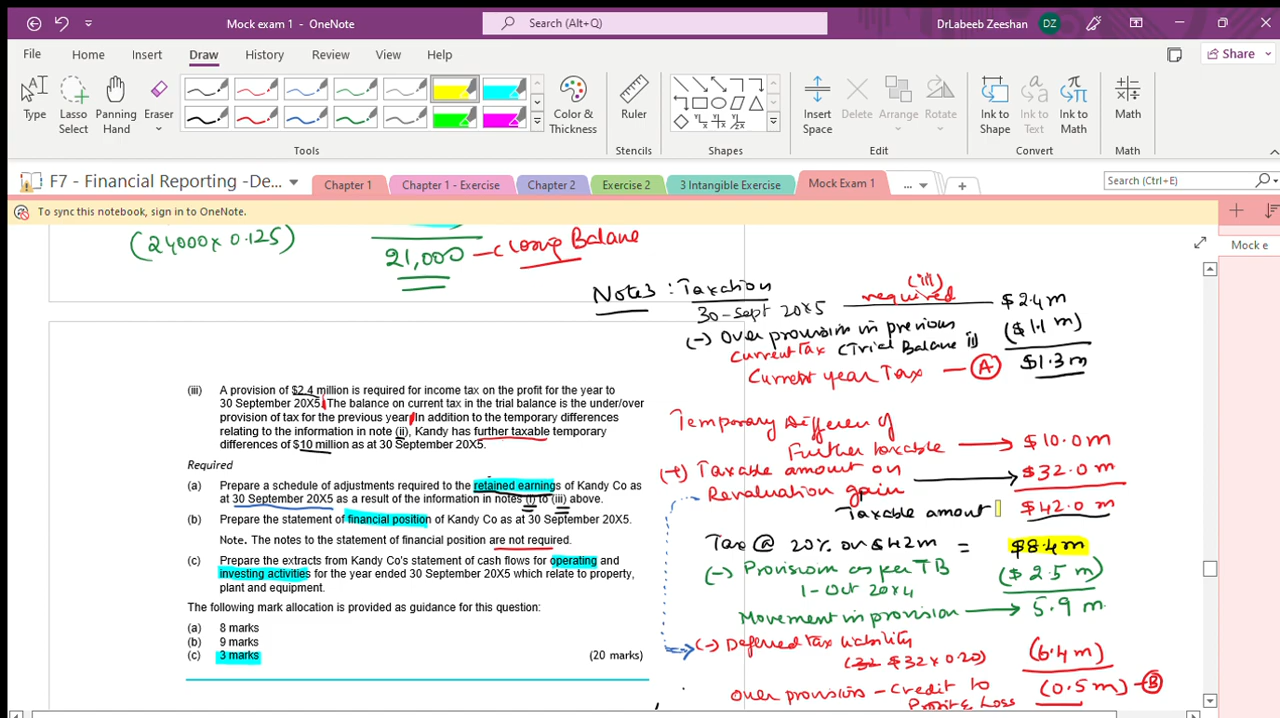 Mock exam 1 - OneNote
Search (Alt+Q)
DrLabeeb Zeeshan
DZ
File
Home
Insert
Draw
History
Review
View
Help
Share
Type
Lasso Select
Panning Hand
Eraser
Color & Thickness
Ruler
Insert Space
Delete
Arrange
Rotate
Ink to Shape
Ink to Text
Ink to Math
Math
Tools
Stencils
Shapes
Edit
Convert
Math
F7 - Financial Reporting -De...
Chapter 1
Chapter 1 - Exercise
Chapter 2
Exercise 2
3 Intangible Exercise
Mock Exam 1
...
Search (Ctrl+E)
To sync this notebook, sign in to OneNote.
Mock e
(24000 x 0.125)
21,000 - Closing Balane
Notes : Taxation
30-Sept 20x5
(iii)
required
$2.4m
(-) Over provision in previous
($1.1 m)
Current Tax (Trial Balance is)
Current year Tax - A
$1.3m
(iii) A provision of $2.4 million is required for income tax on the profit for the year to
30 September 20X5. The balance on current tax in the trial balance is the under/over
provision of tax for the previous year. In addition to the temporary differences
relating to the information in note (ii), Kandy has further taxable temporary
differences of $10 million as at 30 September 20X5.
Required
(a) Prepare a schedule of adjustments required to the retained earnings of Kandy Co as
at 30 September 20X5 as a result of the information in notes (i) to (iii) above.
(b) Prepare the statement of financial position of Kandy Co as at 30 September 20X5.
Note. The notes to the statement of financial position are not required.
(c) Prepare the extracts from Kandy Co's statement of cash flows for operating and
investing activities for the year ended 30 September 20X5 which relate to property,
plant and equipment.
The following mark allocation is provided as guidance for this question:
(a) 8 marks
(b) 9 marks
(c) 3 marks
(20 marks)
Temporary Differen of
Further taxable
$10.0m
(+) Taxable amount on
$32.0m
Revaluation gain
Taxable amount
$42.0m
Tax @ 20% on $42m = $8.4m
(-) Provision as per TB
($2.5m)
1-Oct 20x4
Movement in provision
5.9 m
(-) Deferred tax liability
(6.4m)
(32 $32x0.20)
Over provision - Credit to
(0.5m) - B
Profit & Loss